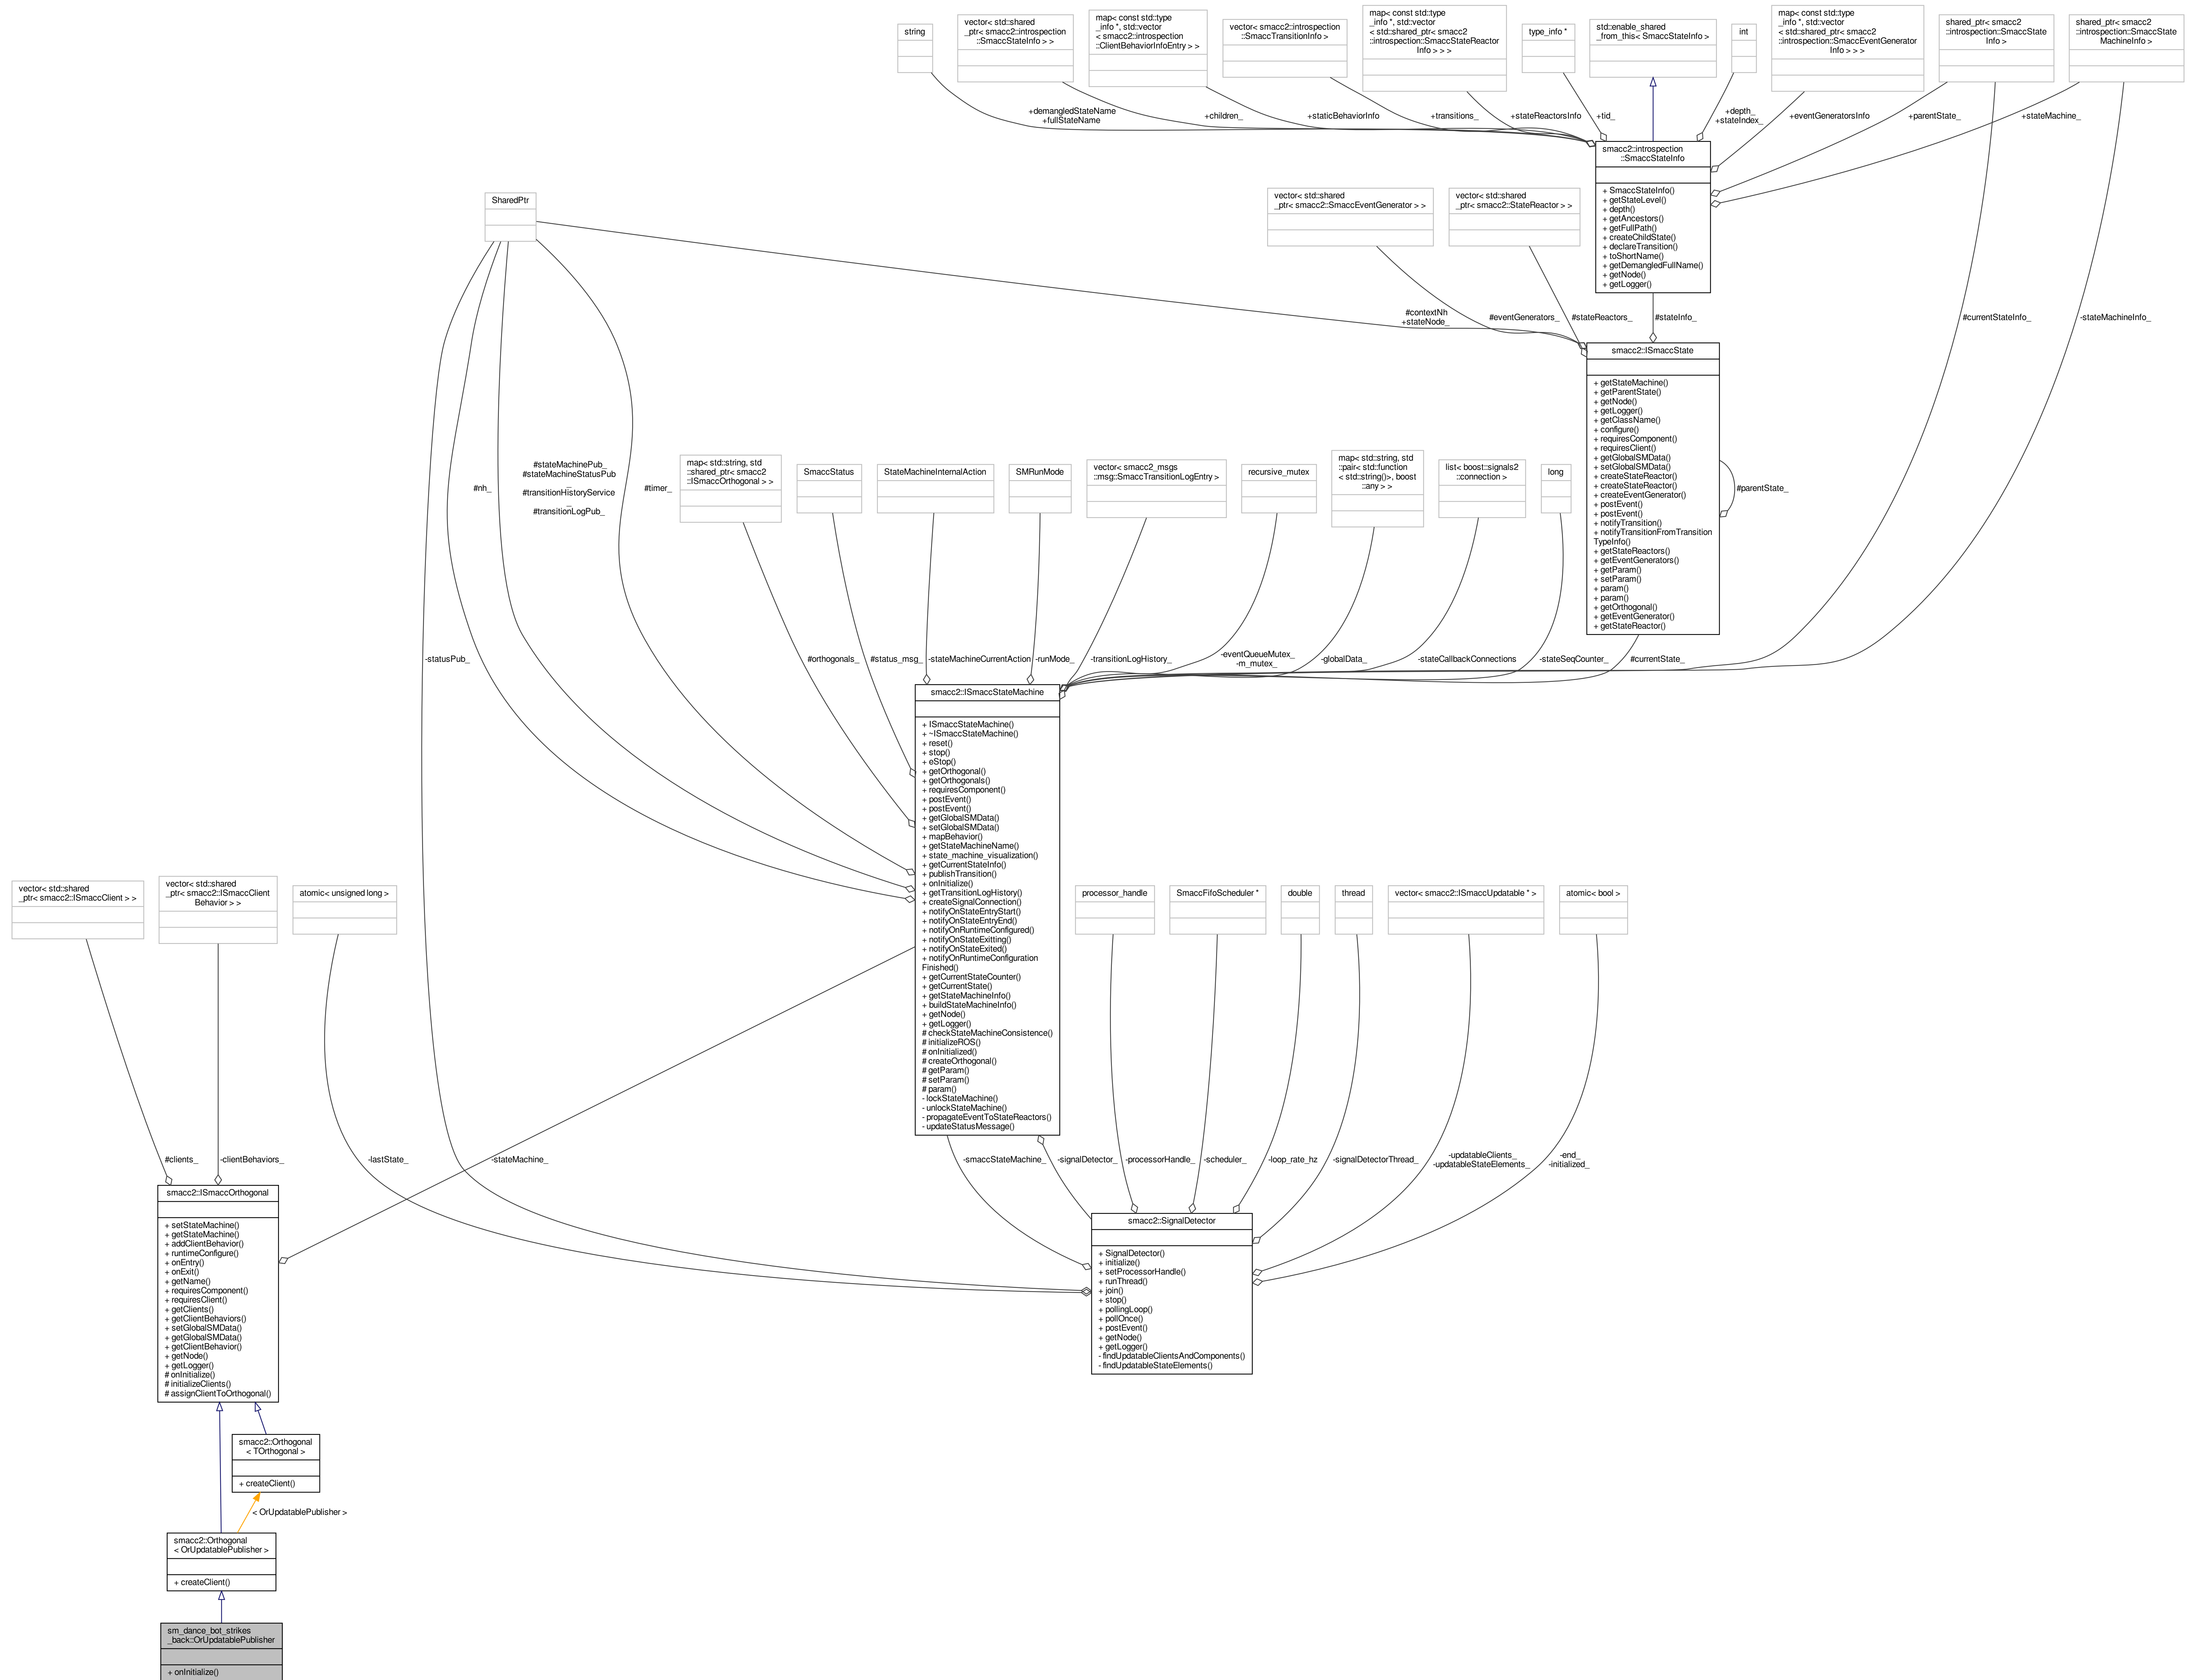 string
vector< std::shared
_ptr< smacc2::introspection
::SmaccStateInfo > >
map< const std::type
_info *, std::vector
< smacc2::introspection
::ClientBehaviorInfoEntry > >
vector< smacc2::introspection
::SmaccTransitionInfo >
map< const std::type
_info *, std::vector
< std::shared_ptr< smacc2
::introspection::SmaccStateReactor
Info > > >
type_info *
std::enable_shared
_from_this< SmaccStateInfo >
int
map< const std::type
_info *, std::vector
< std::shared_ptr< smacc2
::introspection::SmaccEventGenerator
Info > > >
shared_ptr< smacc2
::introspection::SmaccState
Info >
shared_ptr< smacc2
::introspection::SmaccState
MachineInfo >
+demangledStateName
+fullStateName
+children_
+staticBehaviorInfo
+transitions_
+stateReactorsInfo
+tid_
+depth_
+stateIndex_
+eventGeneratorsInfo
+parentState_
+stateMachine_
smacc2::introspection
::SmaccStateInfo
+ SmaccStateInfo()
+ getStateLevel()
+ depth()
+ getAncestors()
+ getFullPath()
+ createChildState()
+ declareTransition()
+ toShortName()
+ getDemangledFullName()
+ getNode()
+ getLogger()
SharedPtr
vector< std::shared
_ptr< smacc2::SmaccEventGenerator > >
vector< std::shared
_ptr< smacc2::StateReactor > >
#contextNh
+stateNode_
#eventGenerators_
#stateReactors_
#stateInfo_
#currentStateInfo_
-stateMachineInfo_
smacc2::ISmaccState
+ getStateMachine()
+ getParentState()
+ getNode()
+ getLogger()
+ getClassName()
+ configure()
+ requiresComponent()
+ requiresClient()
+ getGlobalSMData()
+ setGlobalSMData()
+ createStateReactor()
+ createEventGenerator()
+ postEvent()
+ postEvent()
+ notifyTransition()
+ notifyTransitionFromTransition
TypeInfo()
+ getStateReactors()
+ getEventGenerators()
+ getParam()
+ setParam()
+ param()
+ param()
+ getOrthogonal()
+ getEventGenerator()
+ getStateReactor()
#parentState_
#nh_
#stateMachinePub_
#stateMachineStatusPub
_
#transitionHistoryService
_
#transitionLogPub_
#timer_
map< std::string, std
::shared_ptr< smacc2
::ISmaccOrthogonal > >
SmaccStatus
StateMachineInternalAction
SMRunMode
vector< smacc2_msgs
::msg::SmaccTransitionLogEntry >
recursive_mutex
map< std::string, std
::pair< std::function
< std::string()>, boost
::any > >
list< boost::signals2
::connection >
long
-statusPub_
#orthogonals_
#status_msg_
-stateMachineCurrentAction
-runMode_
-transitionLogHistory_
-eventQueueMutex_
-m_mutex_
-globalData_
-stateCallbackConnections
-stateSeqCounter_
#currentState_
smacc2::ISmaccStateMachine
+ ISmaccStateMachine()
+ ~ISmaccStateMachine()
+ reset()
+ stop()
+ eStop()
+ getOrthogonal()
+ getOrthogonals()
+ requiresComponent()
+ postEvent()
+ postEvent()
+ getGlobalSMData()
+ setGlobalSMData()
+ mapBehavior()
+ getStateMachineName()
+ state_machine_visualization()
+ getCurrentStateInfo()
+ publishTransition()
+ onInitialize()
+ getTransitionLogHistory()
+ createSignalConnection()
+ notifyOnStateEntryStart()
+ notifyOnStateEntryEnd()
+ notifyOnRuntimeConfigured()
+ notifyOnStateExitting()
+ notifyOnStateExited()
+ notifyOnRuntimeConfiguration
Finished()
+ getCurrentStateCounter()
+ getCurrentState()
+ getStateMachineInfo()
+ buildStateMachineInfo()
+ getNode()
+ getLogger()
# checkStateMachineConsistence()
# initializeROS()
# onInitialized()
# createOrthogonal()
# getParam()
# setParam()
# param()
- lockStateMachine()
- unlockStateMachine()
- propagateEventToStateReactors()
- updateStatusMessage()
vector< std::shared
_ptr< smacc2::ISmaccClient > >
vector< std::shared
_ptr< smacc2::ISmaccClient
Behavior > >
atomic< unsigned long >
processor_handle
SmaccFifoScheduler *
double
thread
vector< smacc2::ISmaccUpdatable * >
atomic< bool >
#clients_
-clientBehaviors_
-lastState_
-stateMachine_
-smaccStateMachine_
-signalDetector_
-processorHandle_
-scheduler_
-loop_rate_hz
-signalDetectorThread_
-updatableClients_
-updatableStateElements_
-end_
-initialized_
smacc2::ISmaccOrthogonal
+ setStateMachine()
+ getStateMachine()
+ addClientBehavior()
+ runtimeConfigure()
+ onEntry()
+ onExit()
+ getName()
+ requiresComponent()
+ requiresClient()
+ getClients()
+ getClientBehaviors()
+ setGlobalSMData()
+ getGlobalSMData()
+ getClientBehavior()
+ getNode()
+ getLogger()
# onInitialize()
# initializeClients()
# assignClientToOrthogonal()
smacc2::SignalDetector
+ SignalDetector()
+ initialize()
+ setProcessorHandle()
+ runThread()
+ join()
+ stop()
+ pollingLoop()
+ pollOnce()
+ postEvent()
+ getNode()
+ getLogger()
- findUpdatableClientsAndComponents()
- findUpdatableStateElements()
smacc2::Orthogonal
< TOrthogonal >
+ createClient()
< OrUpdatablePublisher >
smacc2::Orthogonal
< OrUpdatablePublisher >
+ createClient()
sm_dance_bot_strikes
_back::OrUpdatablePublisher
+ onInitialize()